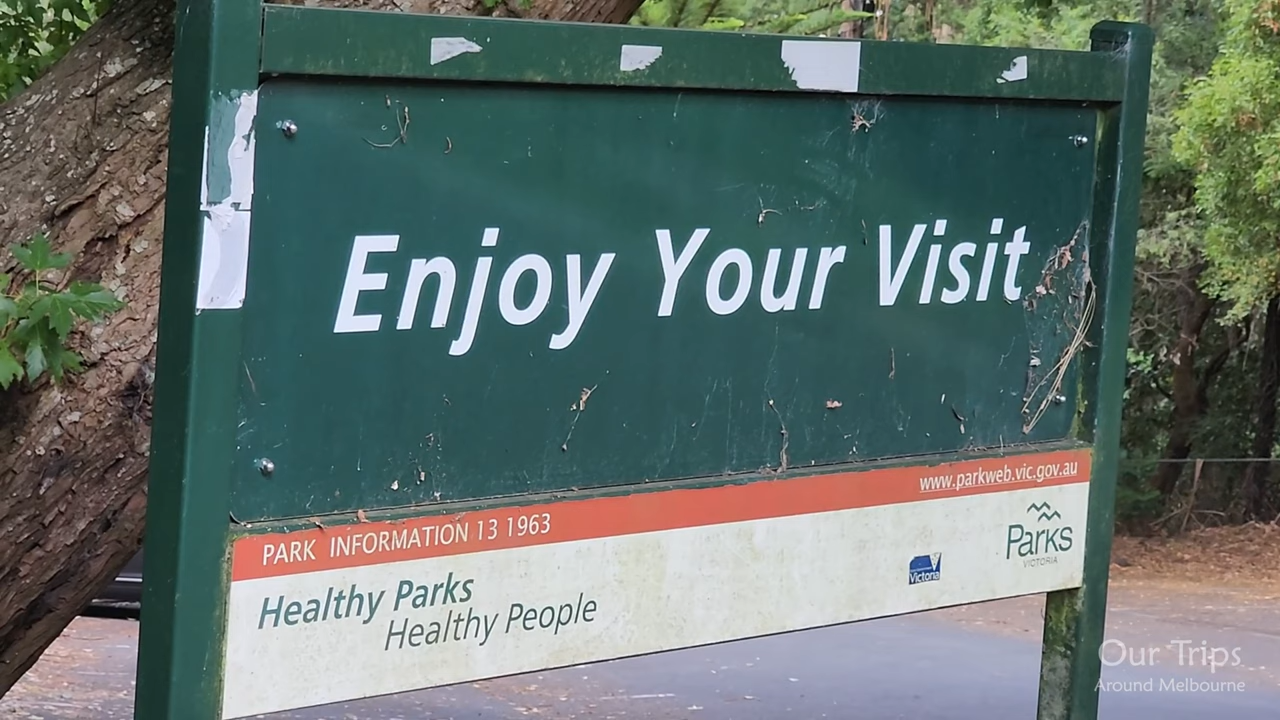 Enjoy Your Visit
www.parkweb.vic.gov.au
PARK INFORMATION 13 1963
Healthy Parks
Healthy People
Victoria
Parks
VICTORIA
Our Trips
Around Melbourne